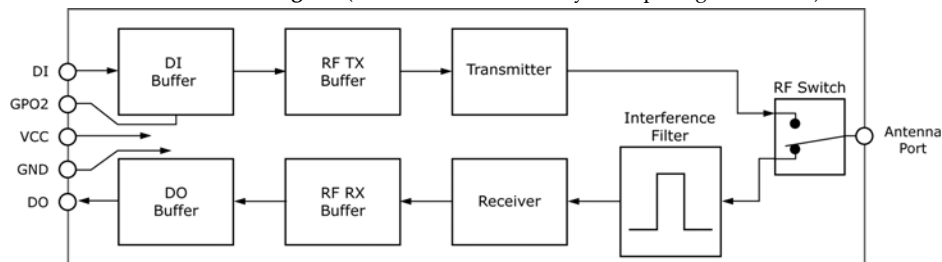 DI
GPO2
VCC
GND
DO
DI
Buffer
RF TX
Buffer
Transmitter
RF Switch
Antenna
Port
Interference
Filter
DO
Buffer
RF RX
Buffer
Receiver